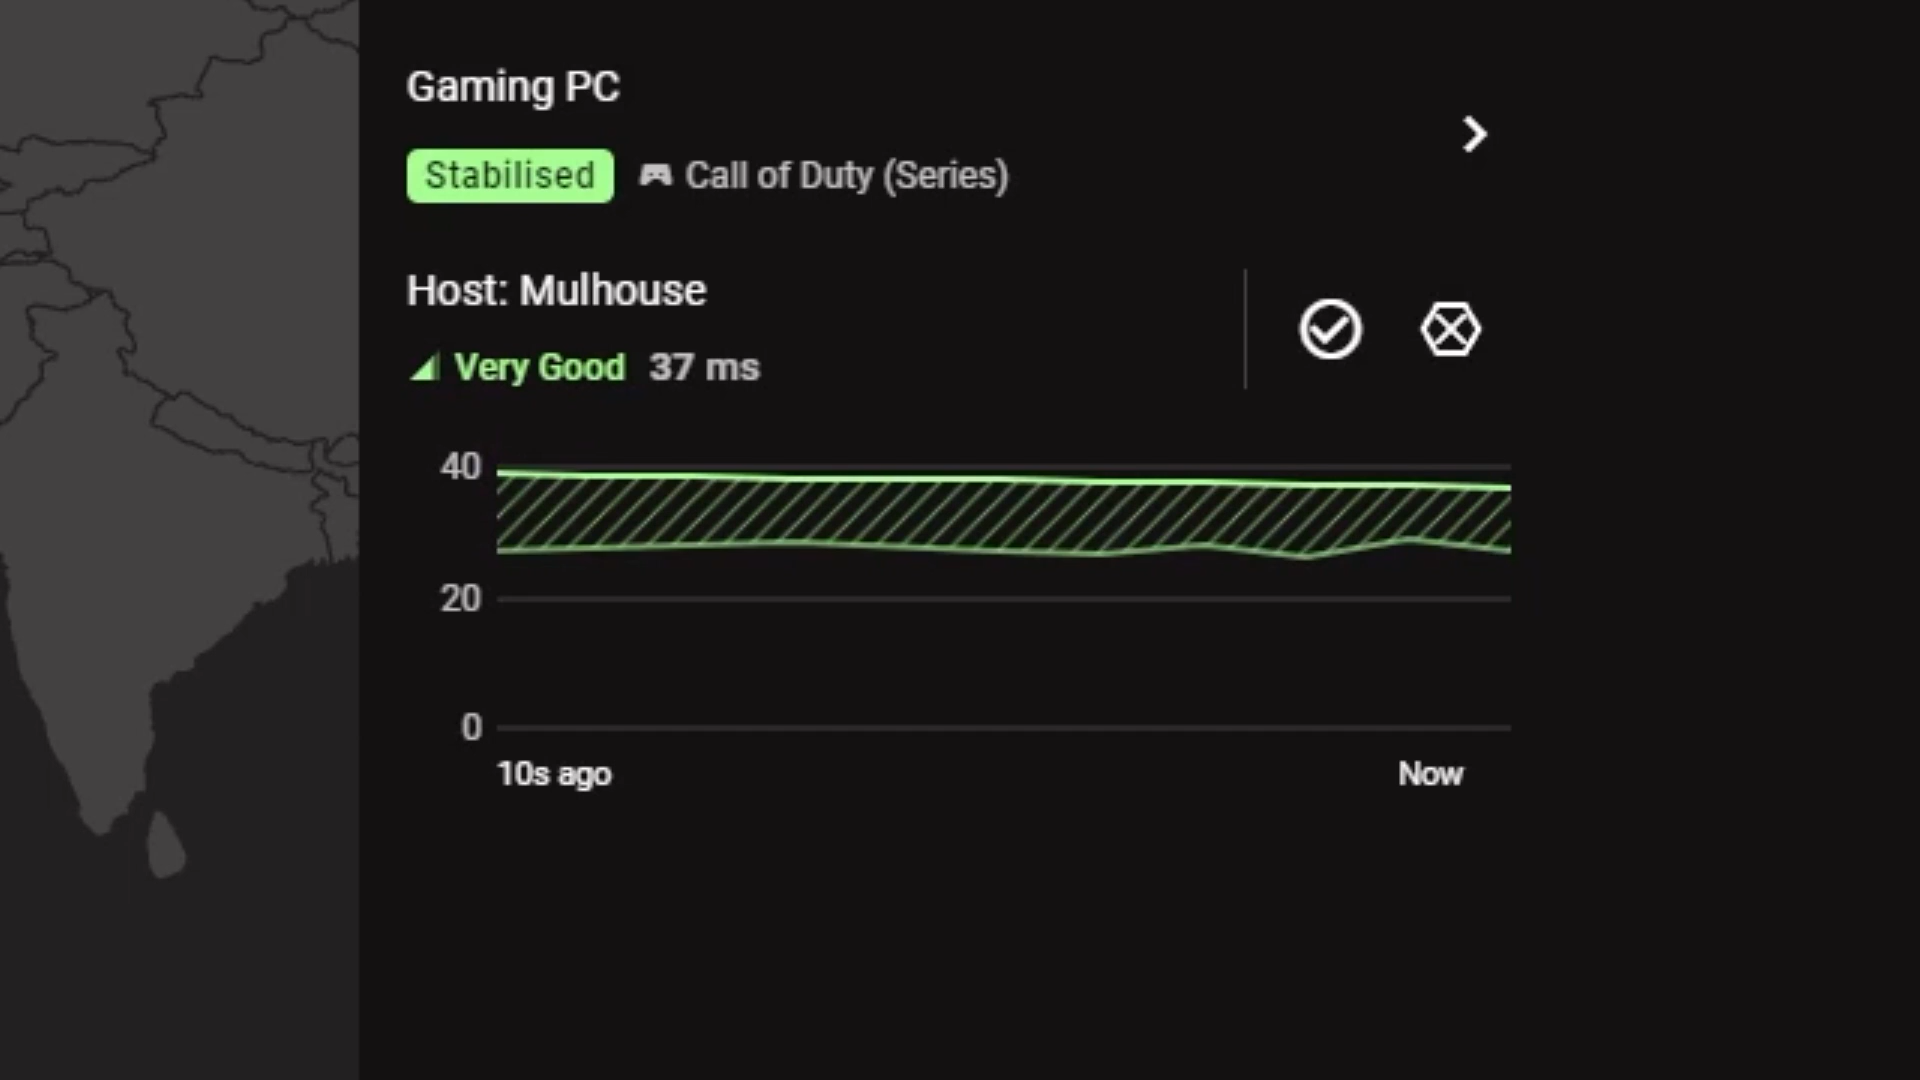 Gaming PC
Stabilised Call of Duty (Series)
Host: Mulhouse
Very Good 37 ms
40
20
0
10s ago Now